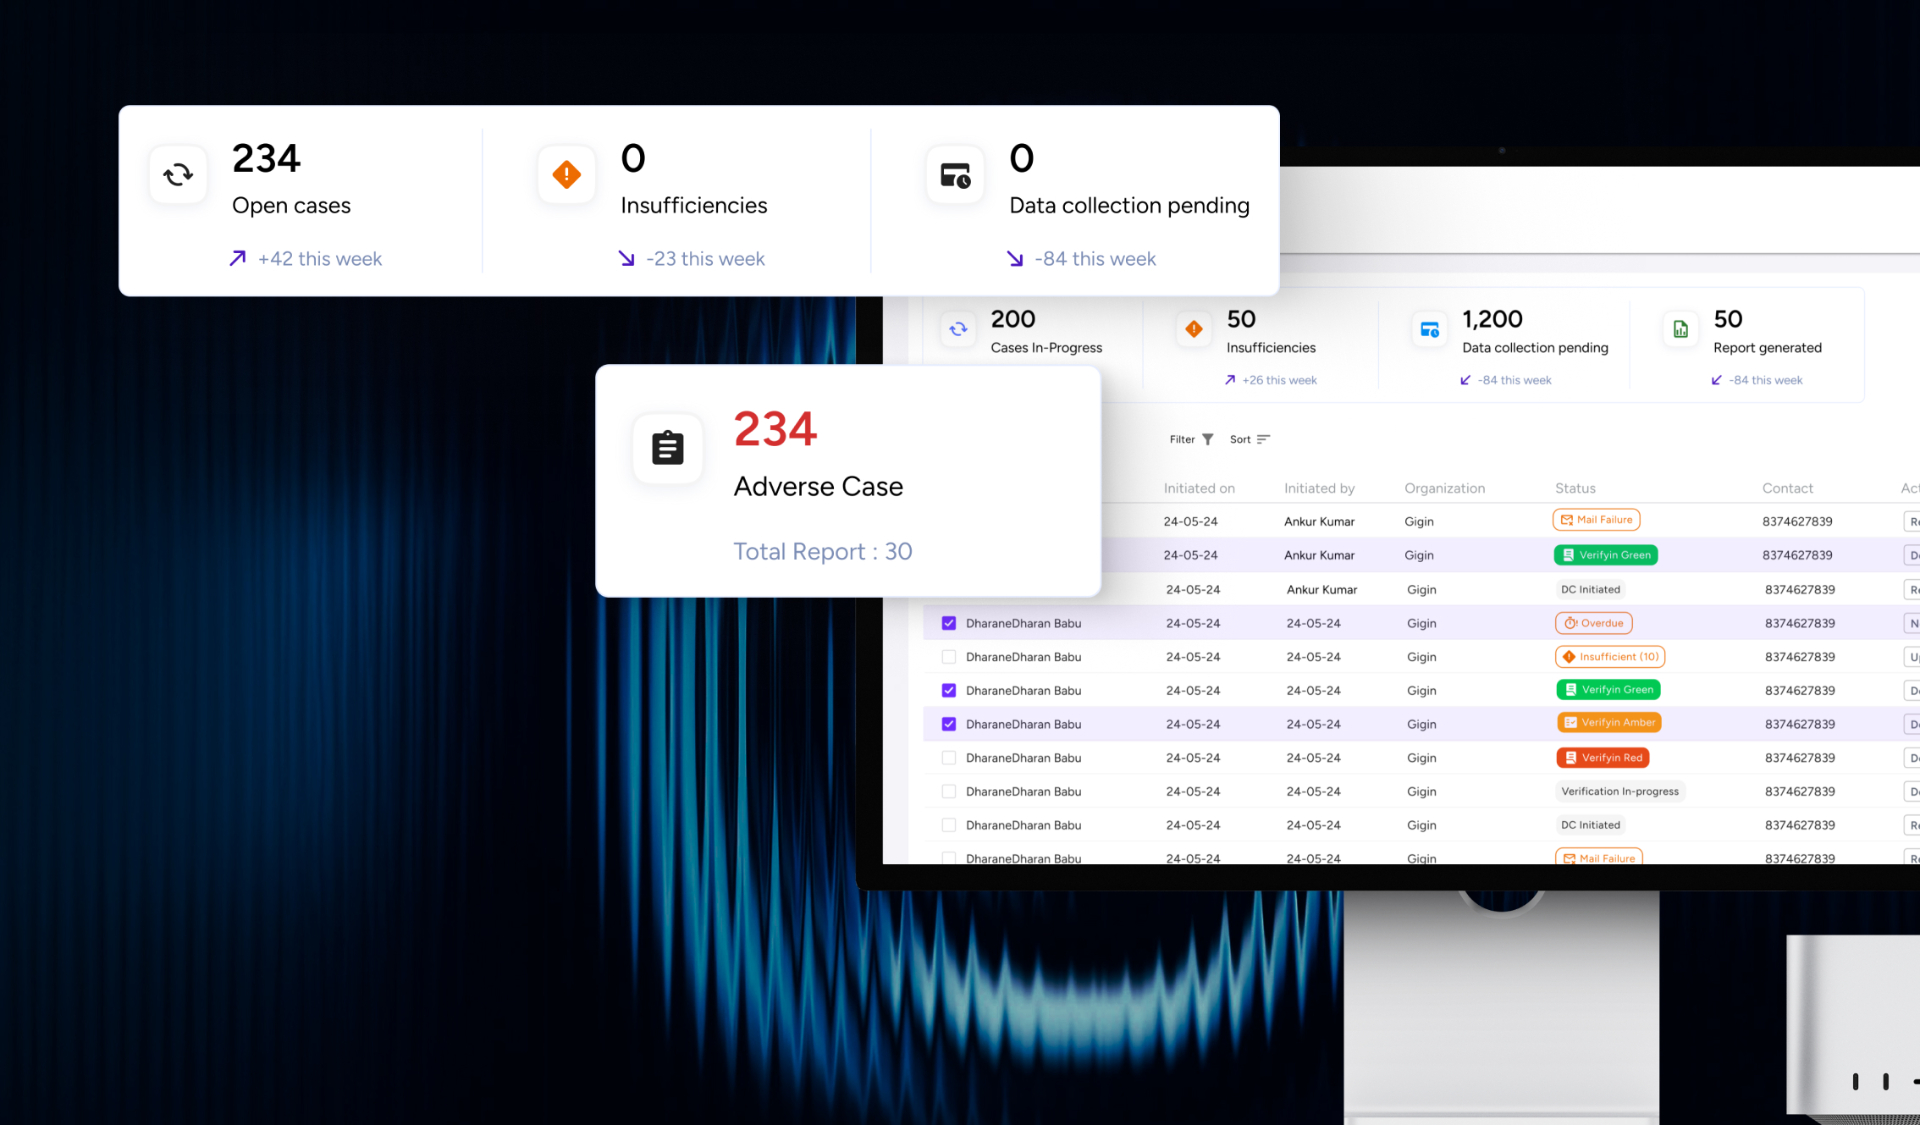 234
Open cases
+42 this week
0
Insufficiencies
-23 this week
0
Data collection pending
-84 this week
200
Cases In-Progress
50
Insufficiencies
+26 this week
1,200
Data collection pending
-84 this week
50
Report generated
-84 this week
234
Adverse Case
Total Report : 30
Filter Sort
Initiated on Initiated by Organization Status Contact
24-05-24 Ankur Kumar Gigin Mail Failure 8374627839
24-05-24 Ankur Kumar Gigin Verifyin Green 8374627839
24-05-24 Ankur Kumar Gigin DC Initiated 8374627839
DharaneDharan Babu 24-05-24 24-05-24 Gigin Overdue 8374627839
DharaneDharan Babu 24-05-24 24-05-24 Gigin Insufficient (10) 8374627839
DharaneDharan Babu 24-05-24 24-05-24 Gigin Verifyin Green 8374627839
DharaneDharan Babu 24-05-24 24-05-24 Gigin Verifyin Amber 8374627839
DharaneDharan Babu 24-05-24 24-05-24 Gigin Verifyin Red 8374627839
DharaneDharan Babu 24-05-24 24-05-24 Gigin Verification In-progress 8374627839
DharaneDharan Babu 24-05-24 24-05-24 Gigin DC Initiated 8374627839
DharaneDharan Babu 24-05-24 24-05-24 Gigin Mail Failure 8374627839